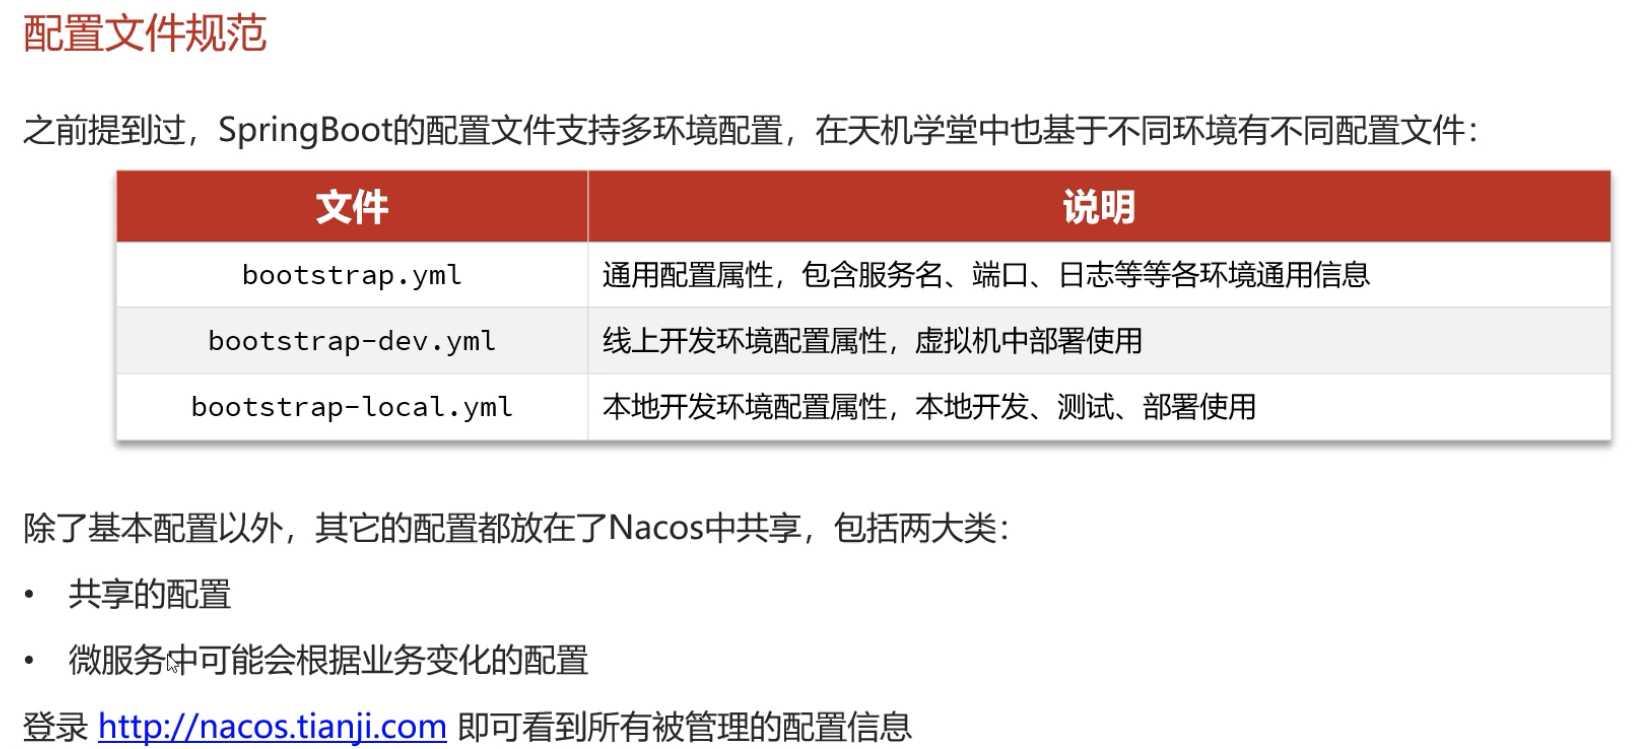 配置文件规范
之前提到过，SpringBoot的配置文件支持多环境配置，在天机学堂中也基于不同环境有不同配置文件：
文件 说明
bootstrap.yml 通用配置属性，包含服务名、端口、日志等等各环境通用信息
bootstrap-dev.yml 线上开发环境配置属性，虚拟机中部署使用
bootstrap-local.yml 本地开发环境配置属性，本地开发、测试、部署使用
除了基本配置以外，其它的配置都放在了Nacos中共享，包括两大类：
• 共享的配置
• 微服务中可能会根据业务变化的配置
登录 http://nacos.tianji.com 即可看到所有被管理的配置信息